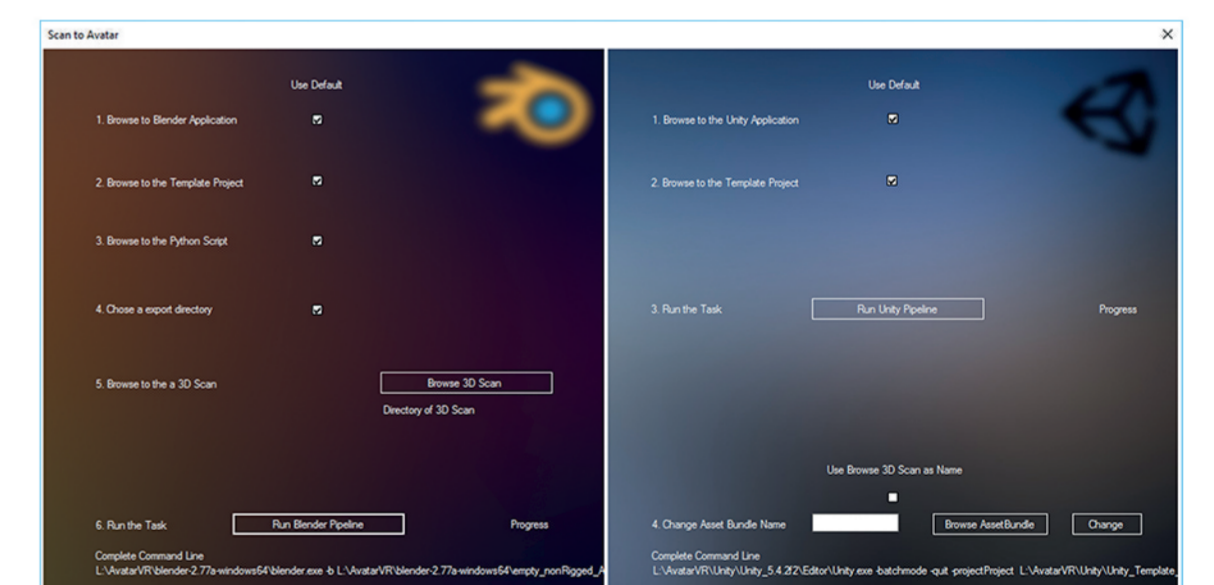 Scan to Avatar
Use Default
1. Browse to Blender Application
2. Browse to the Template Project
3. Browse to the Python Script
4. Chose a export directory
5. Browse to the a 3D Scan
Browse 3D Scan
Directory of 3D Scan
6. Run the Task
Run Blender Pipeline
Progress
Complete Command Line
L:\AvatarVR\blender-2.77a-windows64\blender.exe -b L:\AvatarVR\blender-2.77a-windows64\empty_nonRigged_A
Use Default
1. Browse to the Unity Application
2. Browse to the Template Project
3. Run the Task
Run Unity Pipeline
Progress
Use Browse 3D Scan as Name
4. Change Asset Bundle Name
Browse AssetBundle
Change
Complete Command Line
L:\AvatarVR\Unity\Unity_5.4.2f2\Editor\Unity.exe -batchmode -quit -projectProject L:\AvatarVR\Unity\Unity_Template_